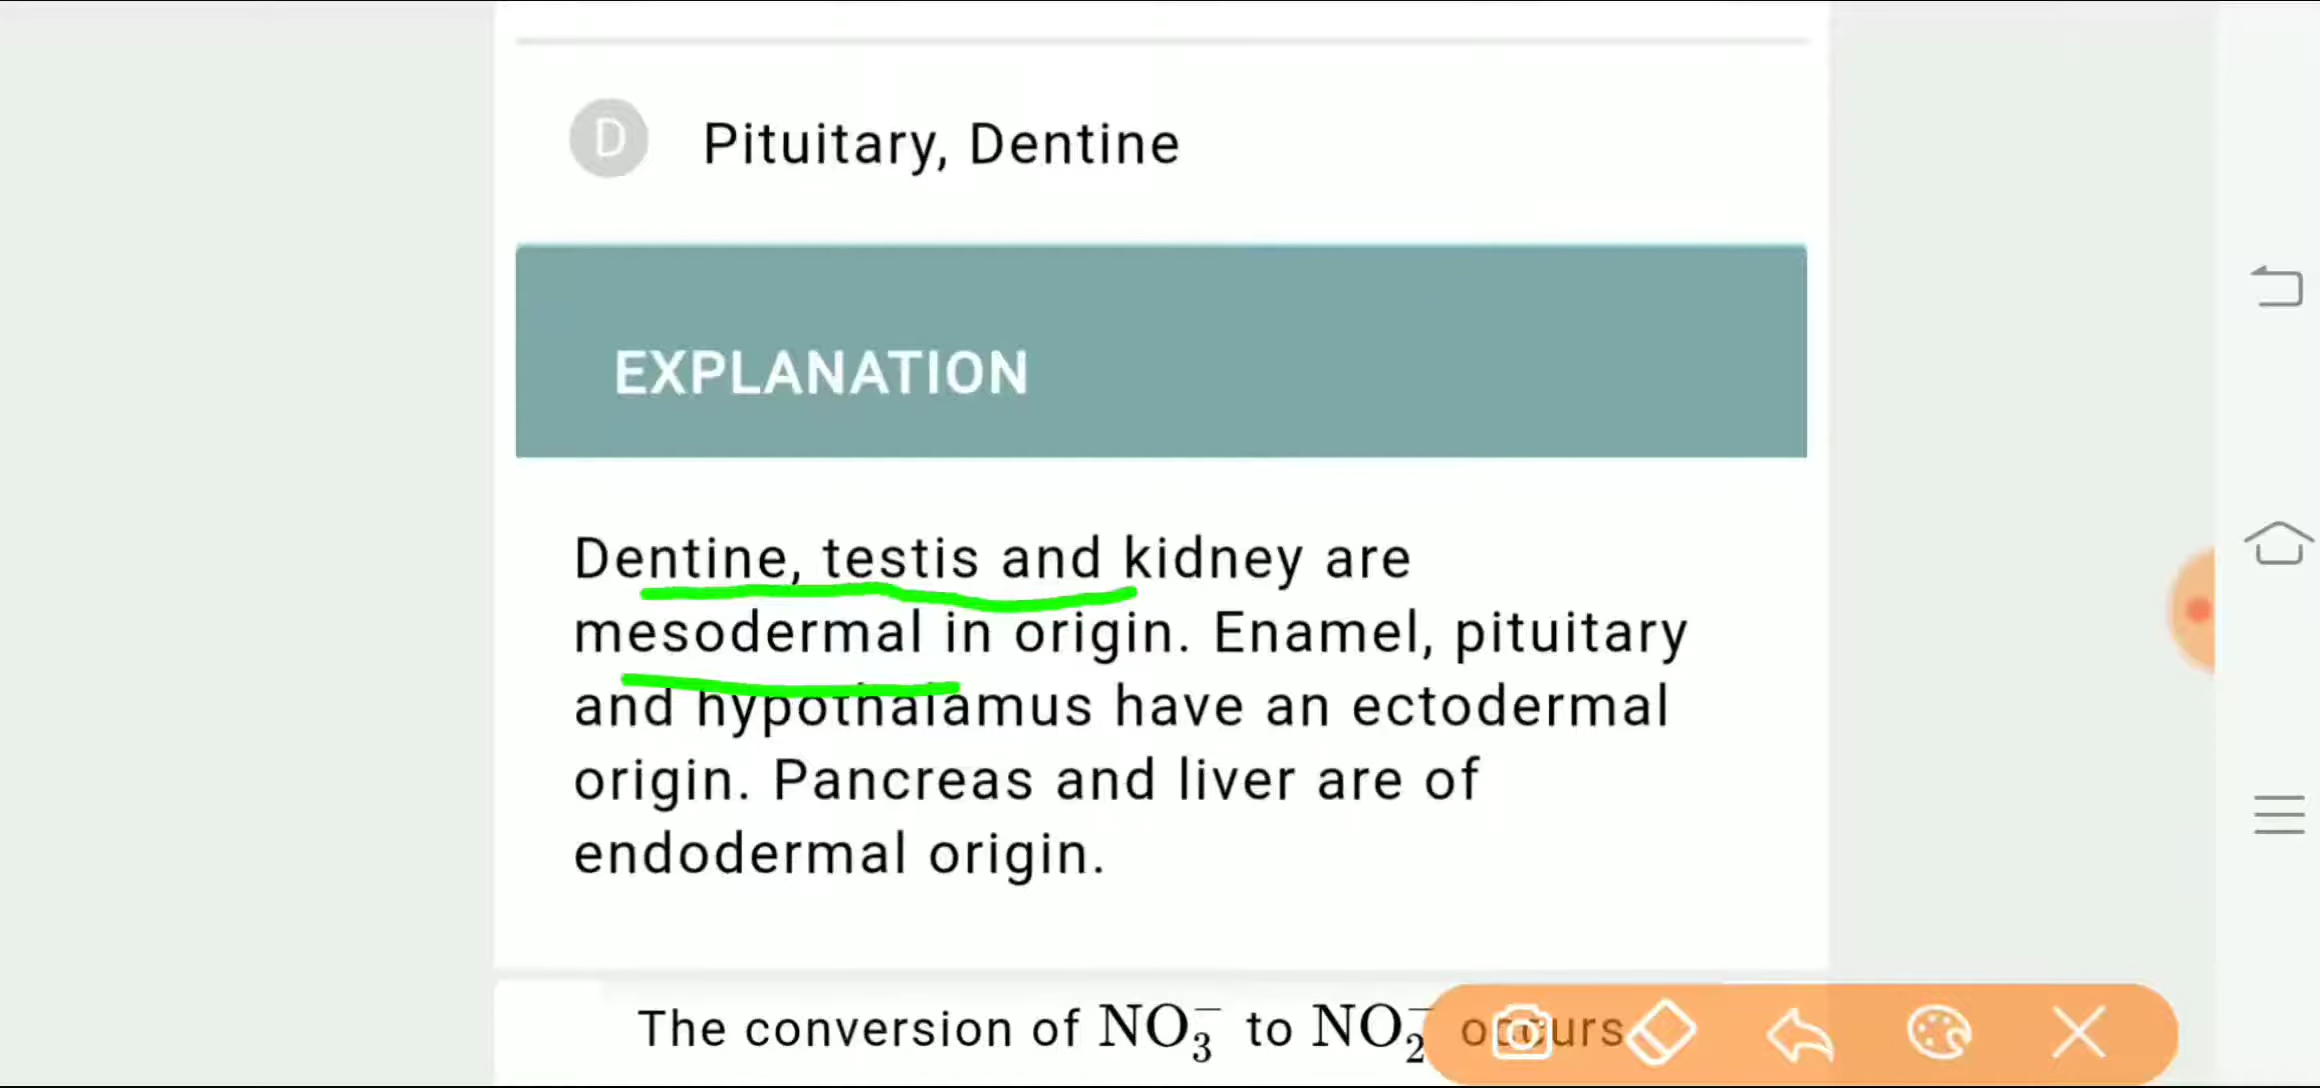 D Pituitary, Dentine
EXPLANATION
Dentine, testis and kidney are
mesodermal in origin. Enamel, pituitary
and hypothalamus have an ectodermal
origin. Pancreas and liver are of
endodermal origin.
The conversion of NO₃⁻ to NO₂⁻ occurs